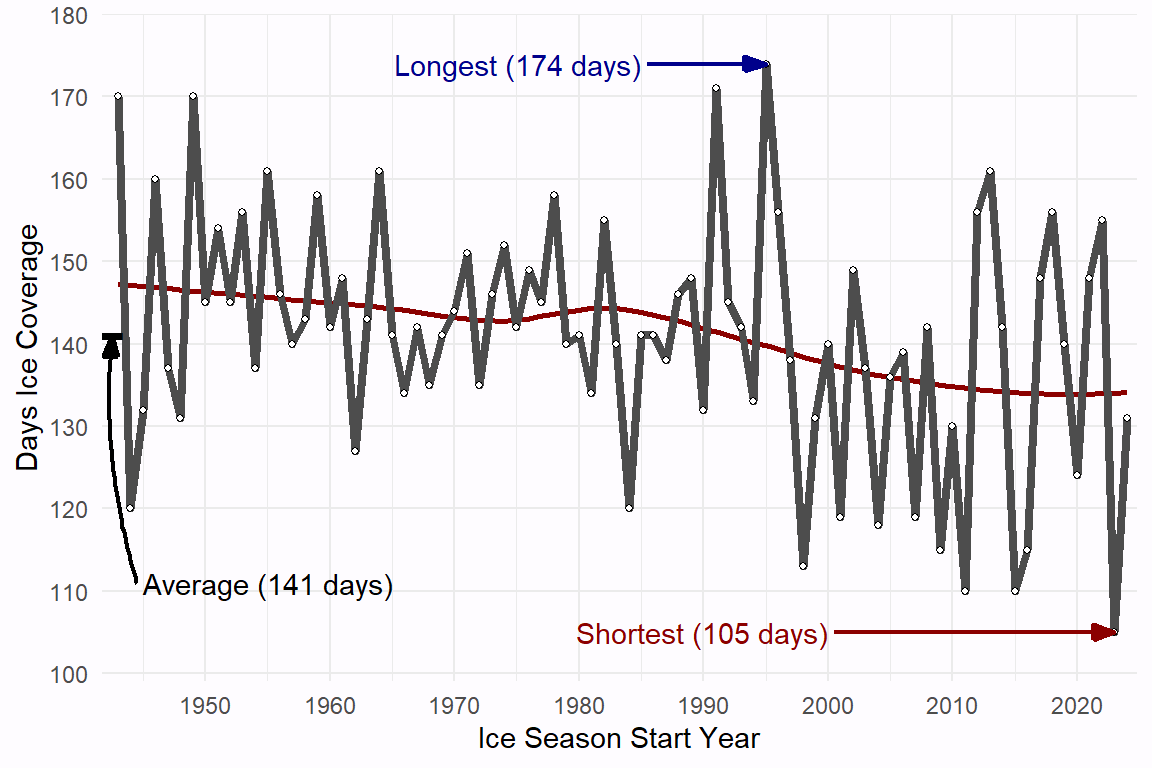 180
Longest (174 days)
170
160
150
140
130
120
110
100
Days Ice Coverage
Average (141 days)
Shortest (105 days)
1950 1960 1970 1980 1990 2000 2010 2020
Ice Season Start Year